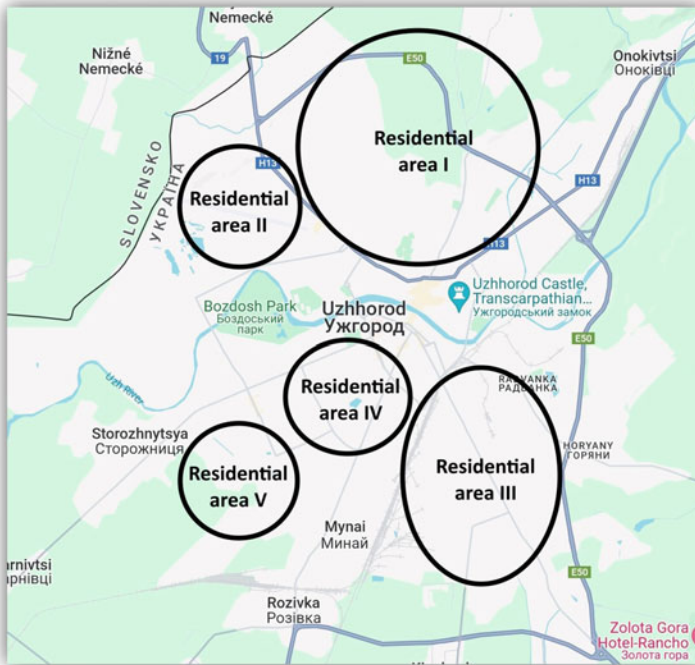 Nemecké
Nižné
Nemecké
19
E50
Onokivtsi
Оноківці
Residential
area I
H13
H13
SLOVENSKO
УКРАЇНА
Residential
area II
H13
Uzhhorod Castle,
Transcarpathian...
Ужгородський замок
Bozdosh Park
Боздоський
парк
Uzhhorod
Ужгород
E50
Uzh River
Residential
area IV
RADVANKA
РАДВАНКА
Storozhnytsya
Сторожниця
HORYANY
ГОРЯНИ
Residential
area V
Residential
area III
Mynai
Минай
arnivtsi
арнівці
E50
Rozivka
Розівка
Zolota Gora
Hotel-Rancho
Золота гора